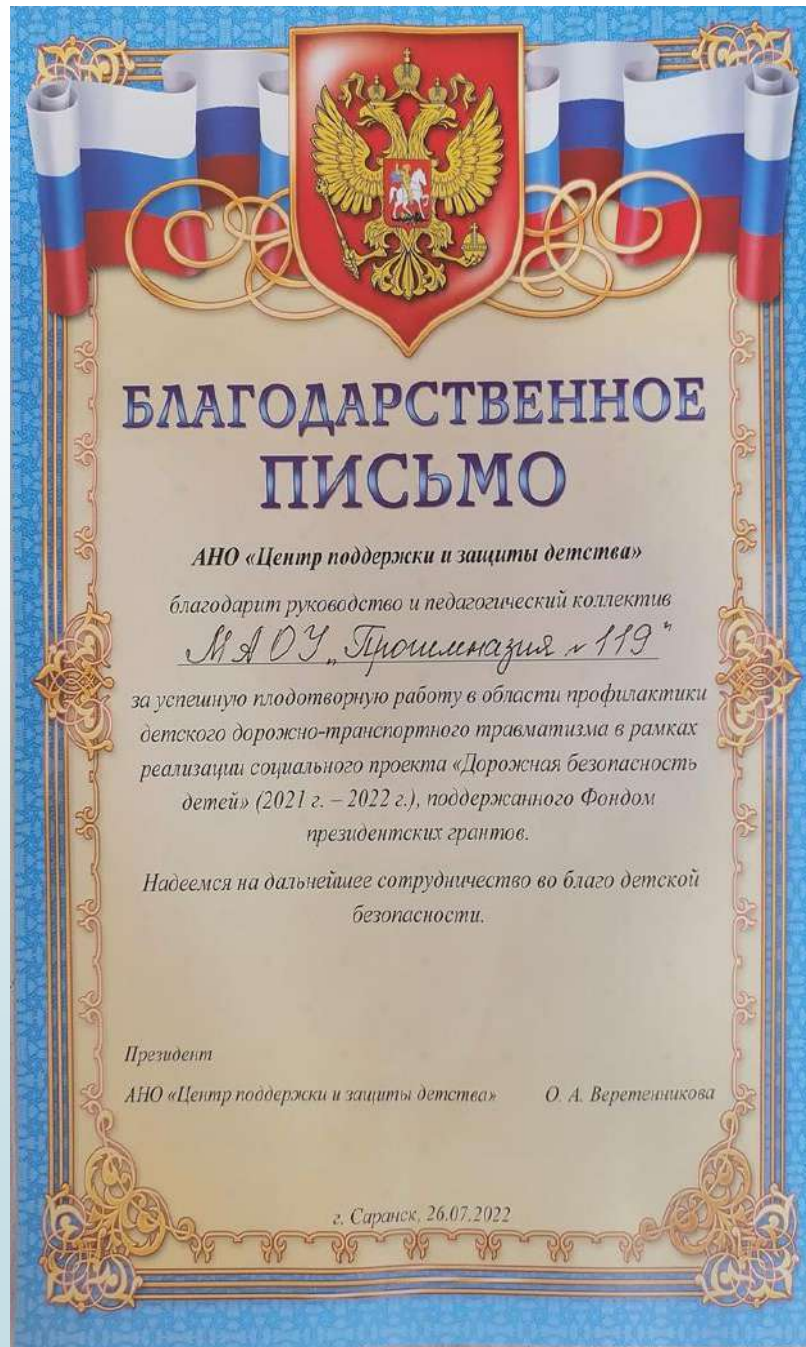 БЛАГОДАРСТВЕННОЕ
ПИСЬМО
АНО «Центр поддержки и защиты детства»
благодарит руководство и педагогический коллектив
МАОУ „Прогимназия № 119"
за успешную плодотворную работу в области профилактики
детского дорожно-транспортного травматизма в рамках
реализации социального проекта «Дорожная безопасность
детей» (2021 г. – 2022 г.), поддержанного Фондом
президентских грантов.
Надеемся на дальнейшее сотрудничество во благо детской
безопасности.
Президент
АНО «Центр поддержки и защиты детства» О. А. Веретенникова
г. Саранск, 26.07.2022